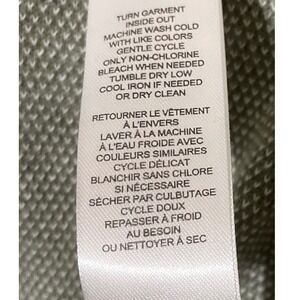 TURN GARMENT
INSIDE OUT
MACHINE WASH COLD
WITH LIKE COLORS
GENTLE CYCLE
ONLY NON-CHLORINE
BLEACH WHEN NEEDED
TUMBLE DRY LOW
COOL IRON IF NEEDED
OR DRY CLEAN
RETOURNER LE VÊTEMENT
À L'ENVERS
LAVER À LA MACHINE
À L'EAU FROIDE AVEC
COULEURS SIMILAIRES
CYCLE DÉLICAT
BLANCHIR SANS CHLORE
SI NÉCESSAIRE
SÉCHER PAR CULBUTAGE
CYCLE DOUX
REPASSER À FROID
AU BESOIN
OU NETTOYER À SEC